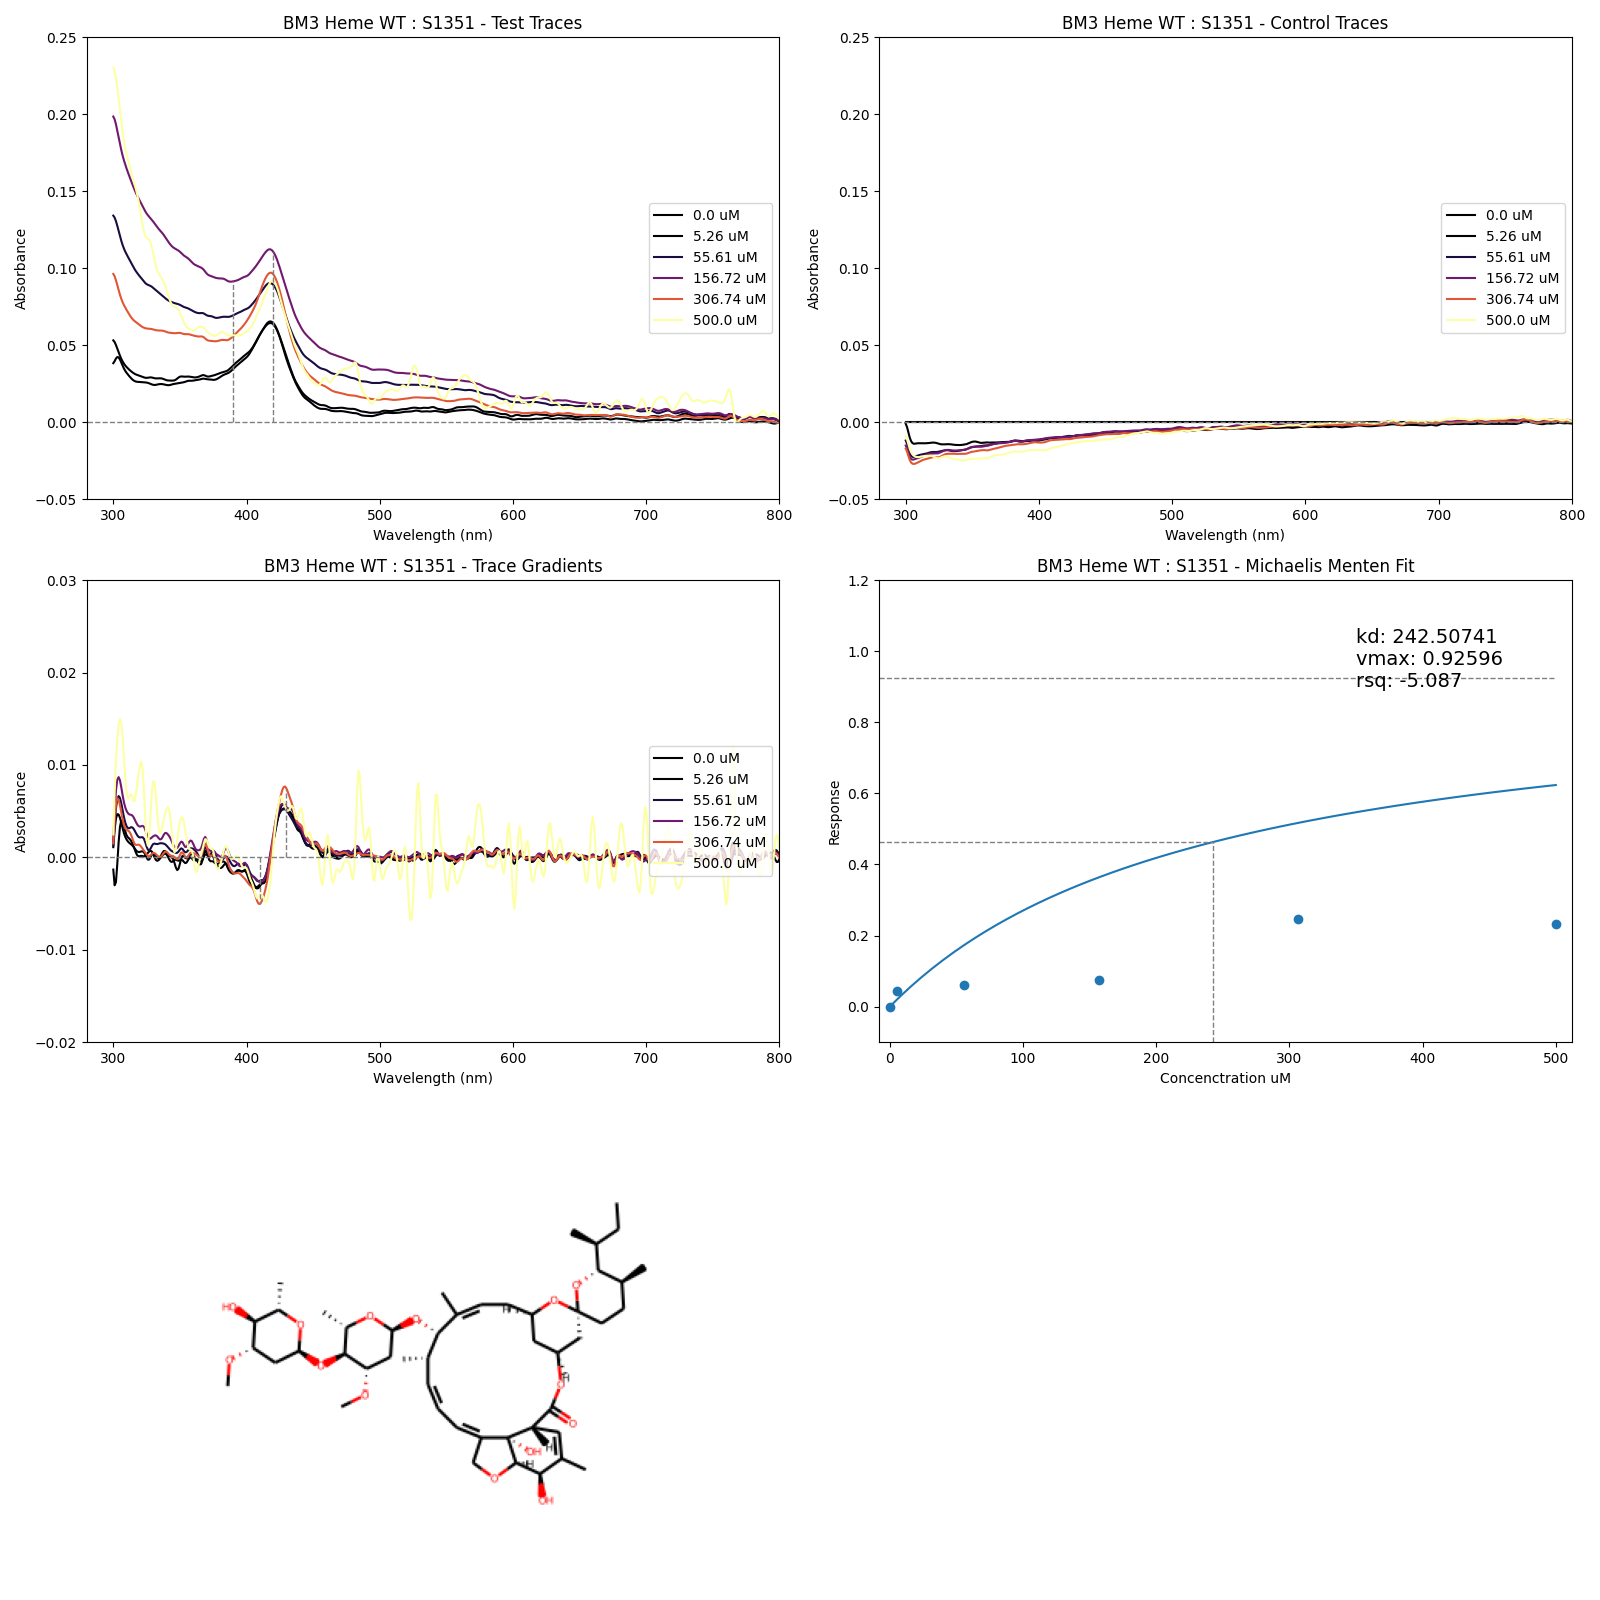 BM3 Heme WT : S1351 - Test Traces
0.25
0.20
0.15
0.10
0.05
0.00
−0.05
Absorbance
300 400 500 600 700 800
Wavelength (nm)
0.0 uM
5.26 uM
55.61 uM
156.72 uM
306.74 uM
500.0 uM
BM3 Heme WT : S1351 - Control Traces
0.25
0.20
0.15
0.10
0.05
0.00
−0.05
Absorbance
300 400 500 600 700 800
Wavelength (nm)
0.0 uM
5.26 uM
55.61 uM
156.72 uM
306.74 uM
500.0 uM
BM3 Heme WT : S1351 - Trace Gradients
0.03
0.02
0.01
0.00
−0.01
−0.02
Absorbance
300 400 500 600 700 800
Wavelength (nm)
0.0 uM
5.26 uM
55.61 uM
156.72 uM
306.74 uM
500.0 uM
BM3 Heme WT : S1351 - Michaelis Menten Fit
1.2
1.0
0.8
0.6
0.4
0.2
0.0
Response
0 100 200 300 400 500
Concenctration uM
kd: 242.50741
vmax: 0.92596
rsq: -5.087
HO
O
O
O
O
O
O
O
O
O
H
H
O
O
OH
H
H
O
OH